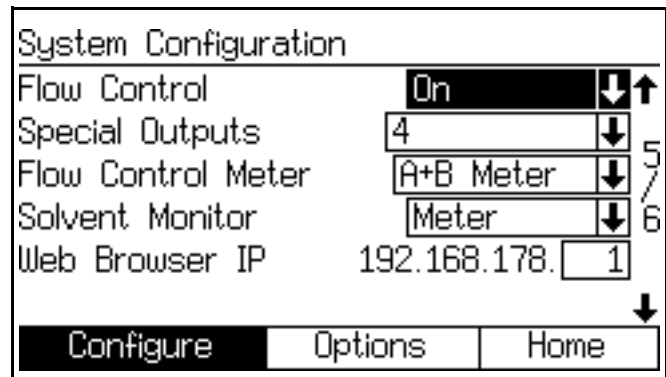 System Configuration
Flow Control On
Special Outputs 4
Flow Control Meter A+B Meter
Solvent Monitor Meter
Web Browser IP 192.168.178. 1
5/6
Configure Options Home